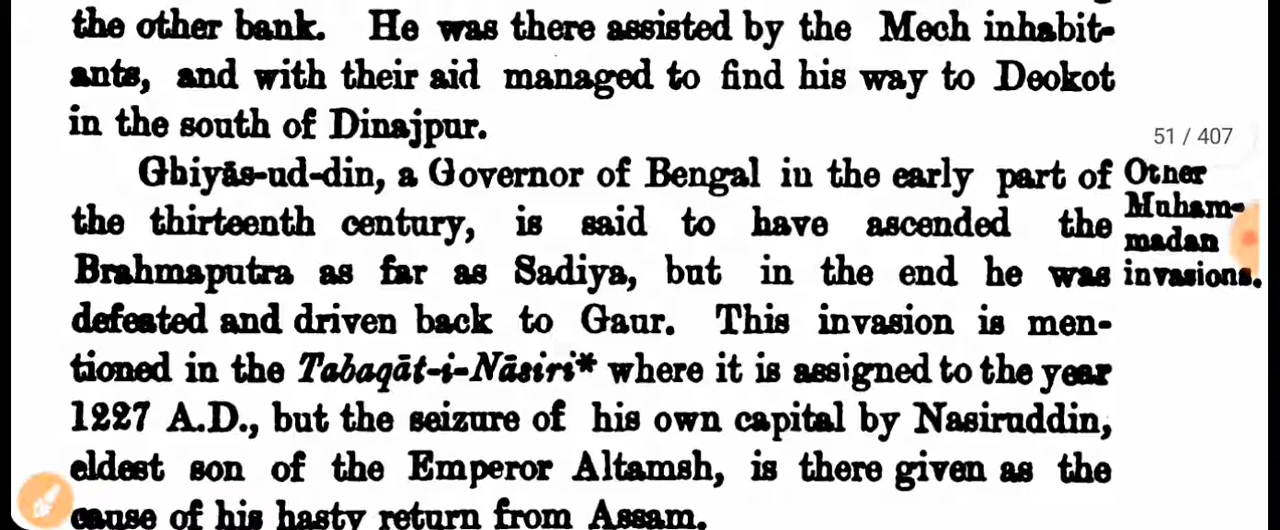 the other bank. He was there assisted by the Mech inhabit-
ants, and with their aid managed to find his way to Deokot
in the south of Dinajpur.
51 / 407
Ghiyās-ud-din, a Governor of Bengal in the early part of
the thirteenth century, is said to have ascended the
Brahmaputra as far as Sadiya, but in the end he was
defeated and driven back to Gaur. This invasion is men-
tioned in the Tabaqāt-i-Nāsiri* where it is assigned to the year
1227 A.D., but the seizure of his own capital by Nasiruddin,
eldest son of the Emperor Altamsh, is there given as the
cause of his hasty return from Assam.
Other
Muham-
madan
invasions.